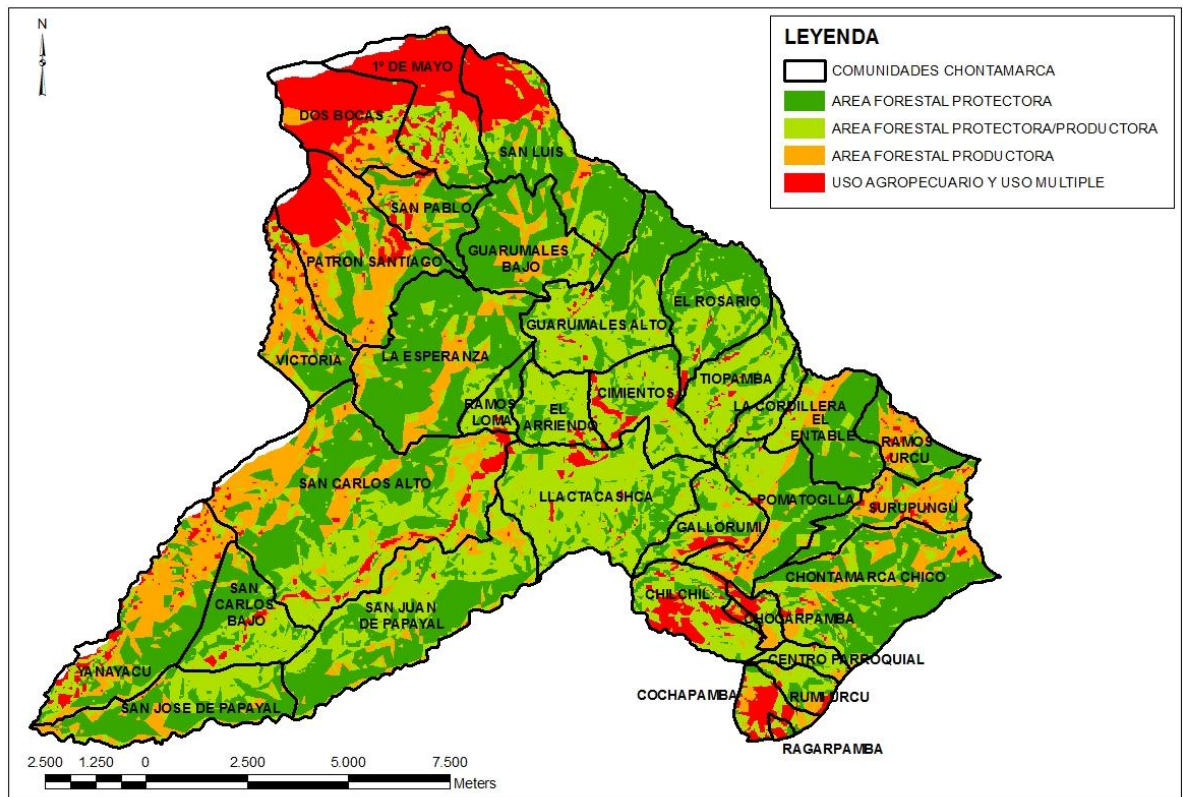 N
LEYENDA
COMUNIDADES CHONTAMARCA
AREA FORESTAL PROTECTORA
AREA FORESTAL PROTECTORA/PRODUCTORA
AREA FORESTAL PRODUCTORA
USO AGROPECUARIO Y USO MULTIPLE
1º DE MAYO
DOS BOCAS
SAN LUIS
SAN PABLO
GUARUMALES
BAJO
PATRON SANTIAGO
EL ROSARIO
GUARUMALES ALTO
VICTORIA
LA ESPERANZA
TIOPAMBA
CIMIENTOS
RAMOS
LOMA
EL
ARRIENDO
LA CORDILLERA
EL
ENTABLE
RAMOS
URCU
SAN CARLOS ALTO
LLACTACASHCA
POMATOGLLA
SURUPUNGU
GALLORUMI
CHONTAMARCA CHICO
SAN
CARLOS
BAJO
SAN JUAN
DE PAPAYAL
CHILCHIL
CHOCARPAMBA
YANAYACU
CENTRO PARROQUIAL
COCHAPAMBA
RUMI URCU
SAN JOSE DE PAPAYAL
RAGARPAMBA
2.500 1.250 0 2.500 5.000 7.500
Meters